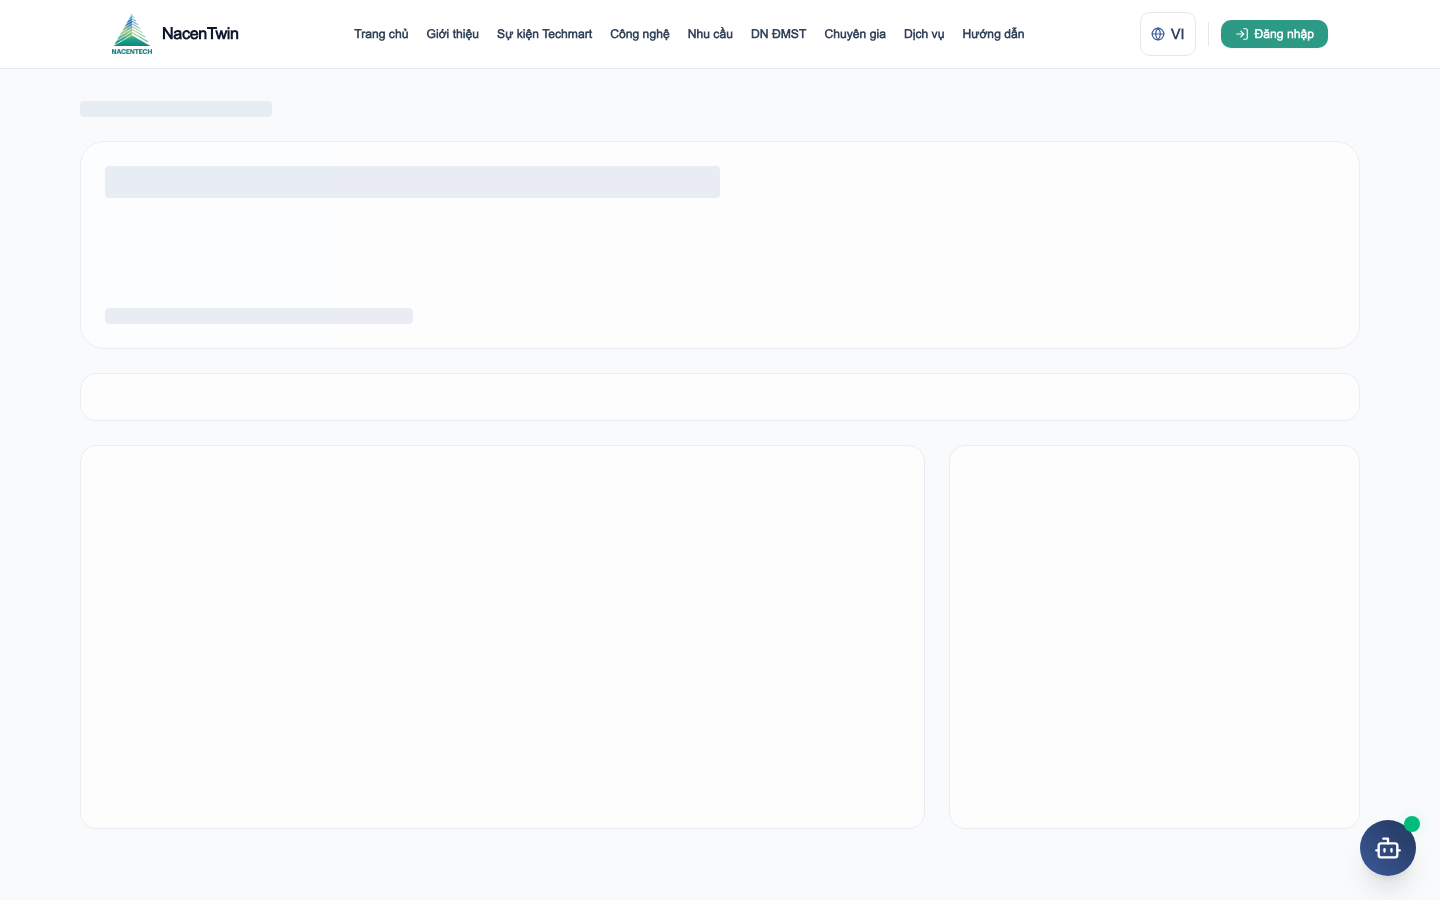 NACENTECH
NacenTwin
Trang chủ
Giới thiệu
Sự kiện Techmart
Công nghệ
Nhu cầu
DN ĐMST
Chuyên gia
Dịch vụ
Hướng dẫn
VI
Đăng nhập